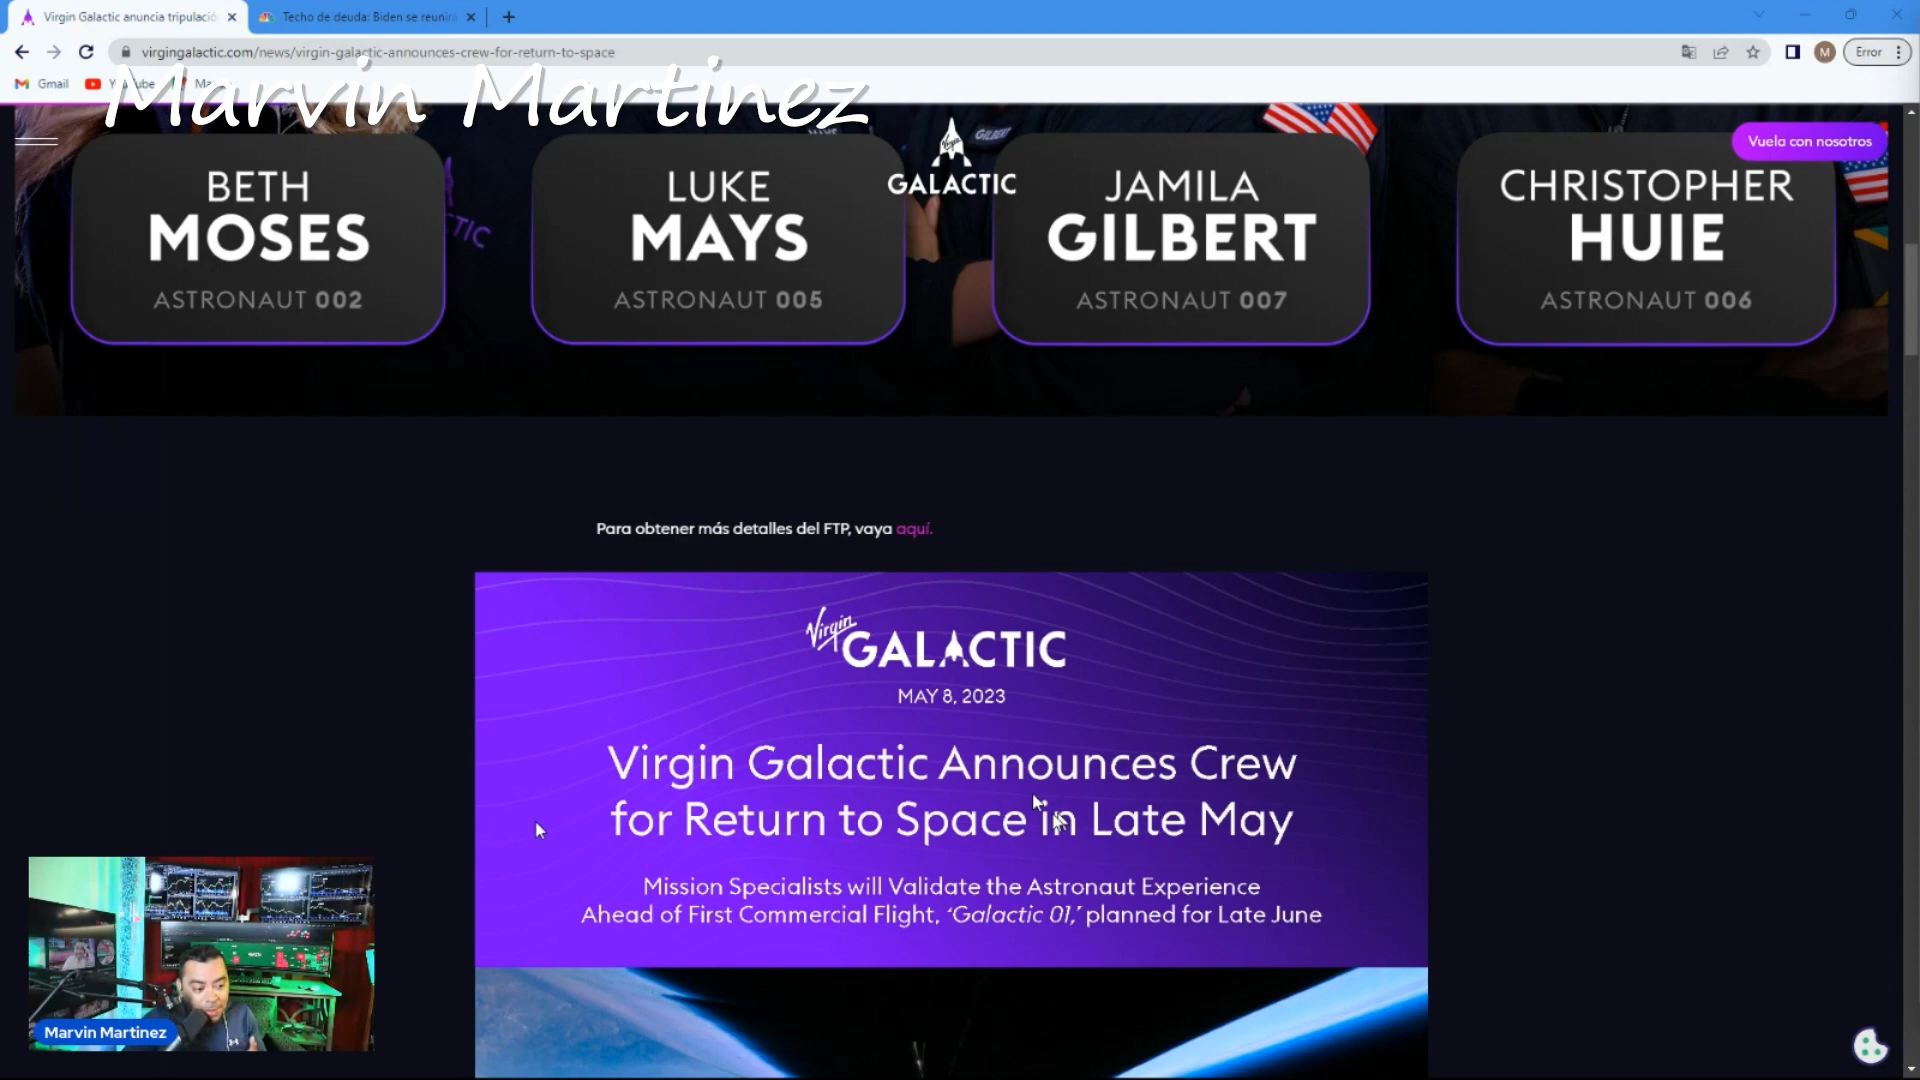 Virgin Galactic anuncia tripulació
Techo de deuda: Biden se reunirá
virgingalactic.com/news/virgin-galactic-announces-crew-for-return-to-space
Error
Gmail
YouTube
Marvin Martinez
GILBERT
Vuela con nosotros
GALACTIC
BETH
MOSES
ASTRONAUT 002
LUKE
MAYS
ASTRONAUT 005
JAMILA
GILBERT
ASTRONAUT 007
CHRISTOPHER
HUIE
ASTRONAUT 006
Para obtener más detalles del FTP, vaya aquí.
Virgin GALACTIC
MAY 8, 2023
Virgin Galactic Announces Crew
for Return to Space in Late May
Mission Specialists will Validate the Astronaut Experience
Ahead of First Commercial Flight, ‘Galactic 01,’ planned for Late June
Marvin Martinez